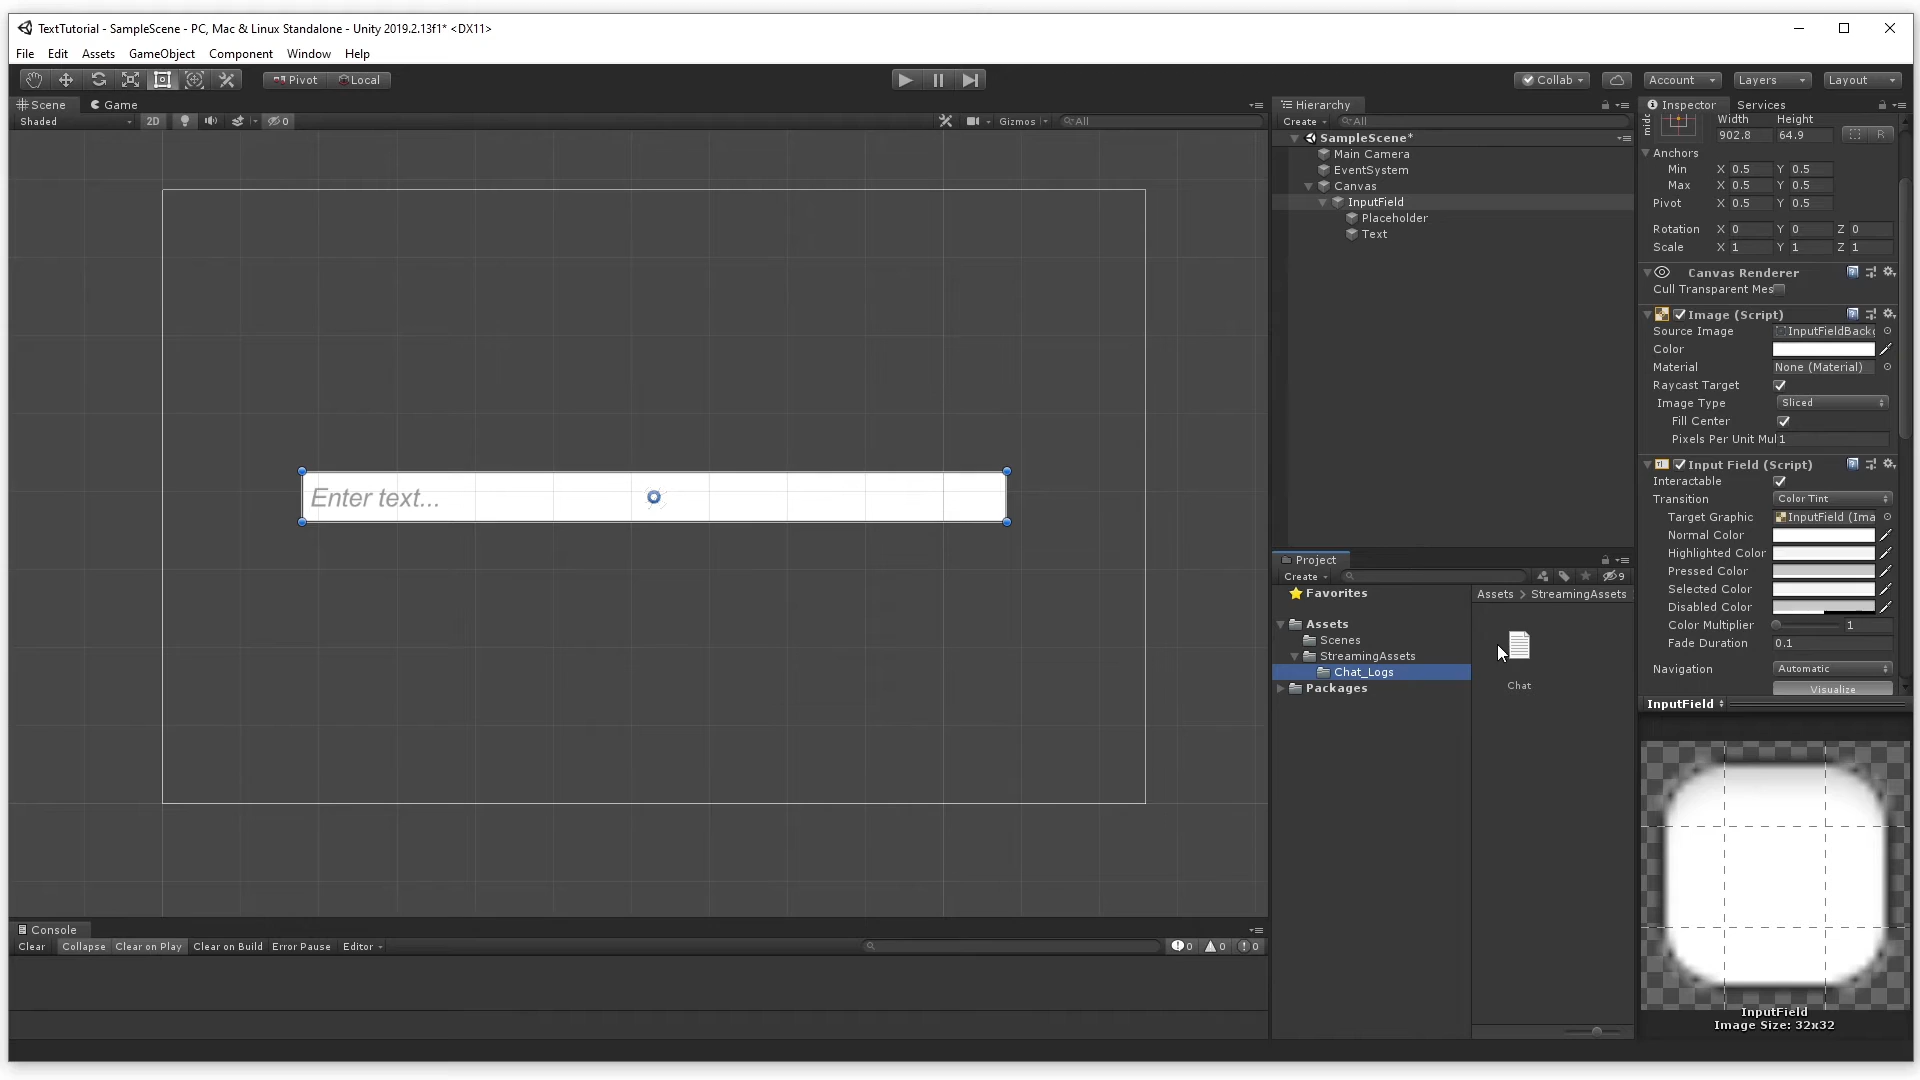 TextTutorial - SampleScene - PC, Mac & Linux Standalone - Unity 2019.2.13f1* <DX11>
File Edit Assets GameObject Component Window Help
Pivot Local
Collab Account Layers Layout
Scene Game
Shaded 2D 0 Gizmos All
Enter text...
Hierarchy
Create All
SampleScene*
Main Camera
EventSystem
Canvas
InputField
Placeholder
Text
Project
Create 9
Favorites
Assets
Scenes
StreamingAssets
Chat_Logs
Packages
Assets > StreamingAssets
Chat
Console
Clear Collapse Clear on Play Clear on Build Error Pause Editor 0 0 0
Inspector Services
Width Height
902.8 64.9 R
Anchors
Min X 0.5 Y 0.5
Max X 0.5 Y 0.5
Pivot X 0.5 Y 0.5
Rotation X 0 Y 0 Z 0
Scale X 1 Y 1 Z 1
Canvas Renderer
Cull Transparent Mes
Image (Script)
Source Image InputFieldBackg
Color
Material None (Material)
Raycast Target
Image Type Sliced
Fill Center
Pixels Per Unit Mul 1
Input Field (Script)
Interactable
Transition Color Tint
Target Graphic InputField (Ima
Normal Color
Highlighted Color
Pressed Color
Selected Color
Disabled Color
Color Multiplier 1
Fade Duration 0.1
Navigation Automatic
Visualize
InputField
InputField
Image Size: 32x32